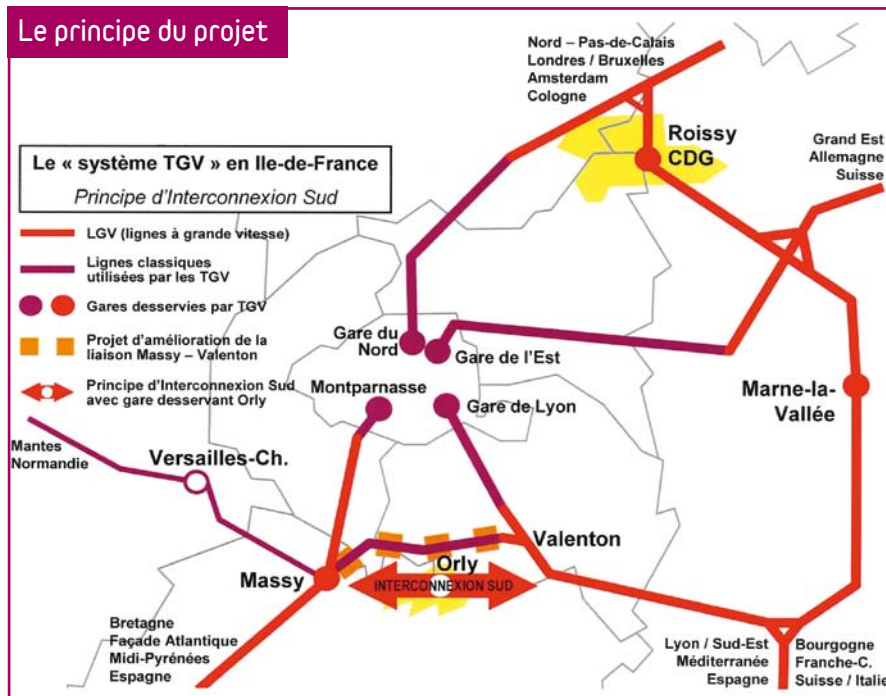 Le principe du projet
Nord – Pas-de-Calais
Londres / Bruxelles
Amsterdam
Cologne
Roissy
CDG
Grand Est
Allemagne
Suisse
Le « système TGV » en Ile-de-France
Principe d'Interconnexion Sud
LGV (lignes à grande vitesse)
Lignes classiques
utilisées par les TGV
Gares desservies par TGV
Projet d'amélioration de la
liaison Massy – Valenton
Principe d'Interconnexion Sud
avec gare desservant Orly
Gare du
Nord
Gare de l'Est
Montparnasse
Gare de Lyon
Marne-la-
Vallée
Mantes
Normandie
Versailles-Ch.
Valenton
Orly
Massy
INTERCONNEXION SUD
Bretagne
Façade Atlantique
Midi-Pyrénées
Espagne
Lyon / Sud-Est
Méditerranée
Espagne
Bourgogne
Franche-C.
Suisse / Italie